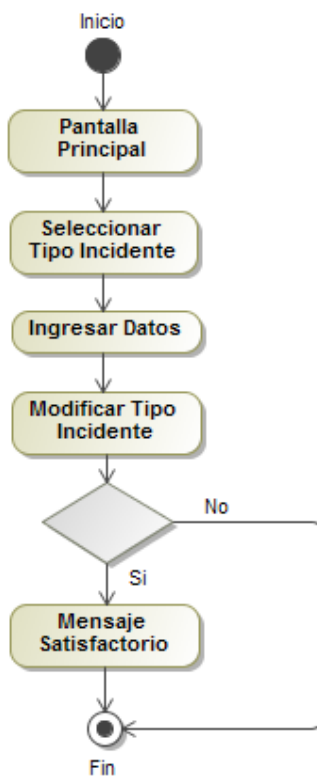 Inicio
Pantalla
Principal
Seleccionar
Tipo Incidente
Ingresar Datos
Modificar Tipo
Incidente
No
Si
Mensaje
Satisfactorio
Fin